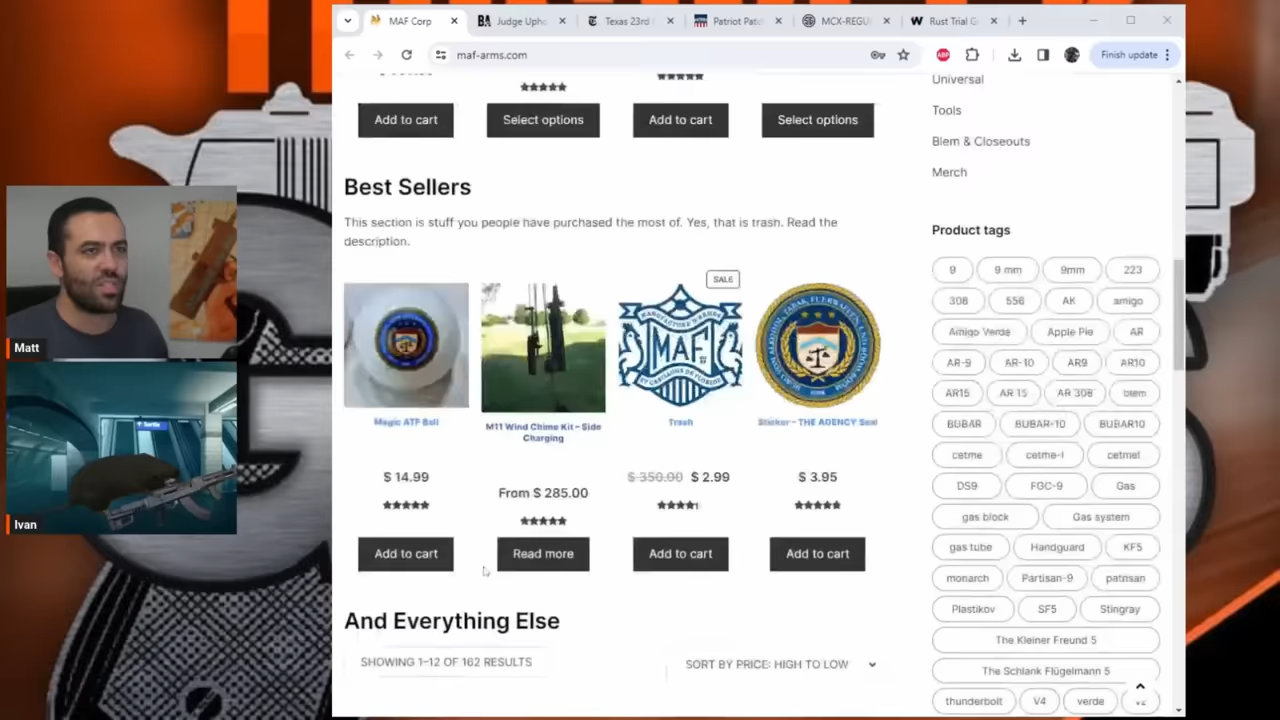 MAF Corp
Judge Upho
Texas 23rd
Patriot Pat
MCX-REGU
Rust Trial G
maf-arms.com
ABP
Finish update
Add to cart
Select options
Add to cart
Select options
Best Sellers
This section is stuff you people have purchased the most of. Yes, that is trash. Read the
description.
SALE
MAF
Magic ATF Ball
M11 Wind Chime Kit – Side
Charging
Trash
Sticker – THE AGENCY Seal
$ 14.99
From $ 285.00
$ 350.00 $ 2.99
$ 3.95
Add to cart
Read more
Add to cart
Add to cart
And Everything Else
SHOWING 1–12 OF 162 RESULTS
SORT BY PRICE: HIGH TO LOW
Universal
Tools
Blem & Closeouts
Merch
Product tags
9
9 mm
9mm
223
308
556
AK
amigo
Amigo Verde
Apple Pie
AR
AR-9
AR-10
AR9
AR10
AR15
AR 15
AR 308
blem
BUBAR
BUBAR-10
BUBAR10
cetme
cetme-l
cetmel
DS9
FGC-9
Gas
gas block
Gas system
gas tube
Handguard
KF5
monarch
Partisan-9
partisan
Plastikov
SF5
Stingray
The Kleiner Freund 5
The Schlank Flügelmann 5
thunderbolt
V4
verde
Matt
Sortie
Ivan